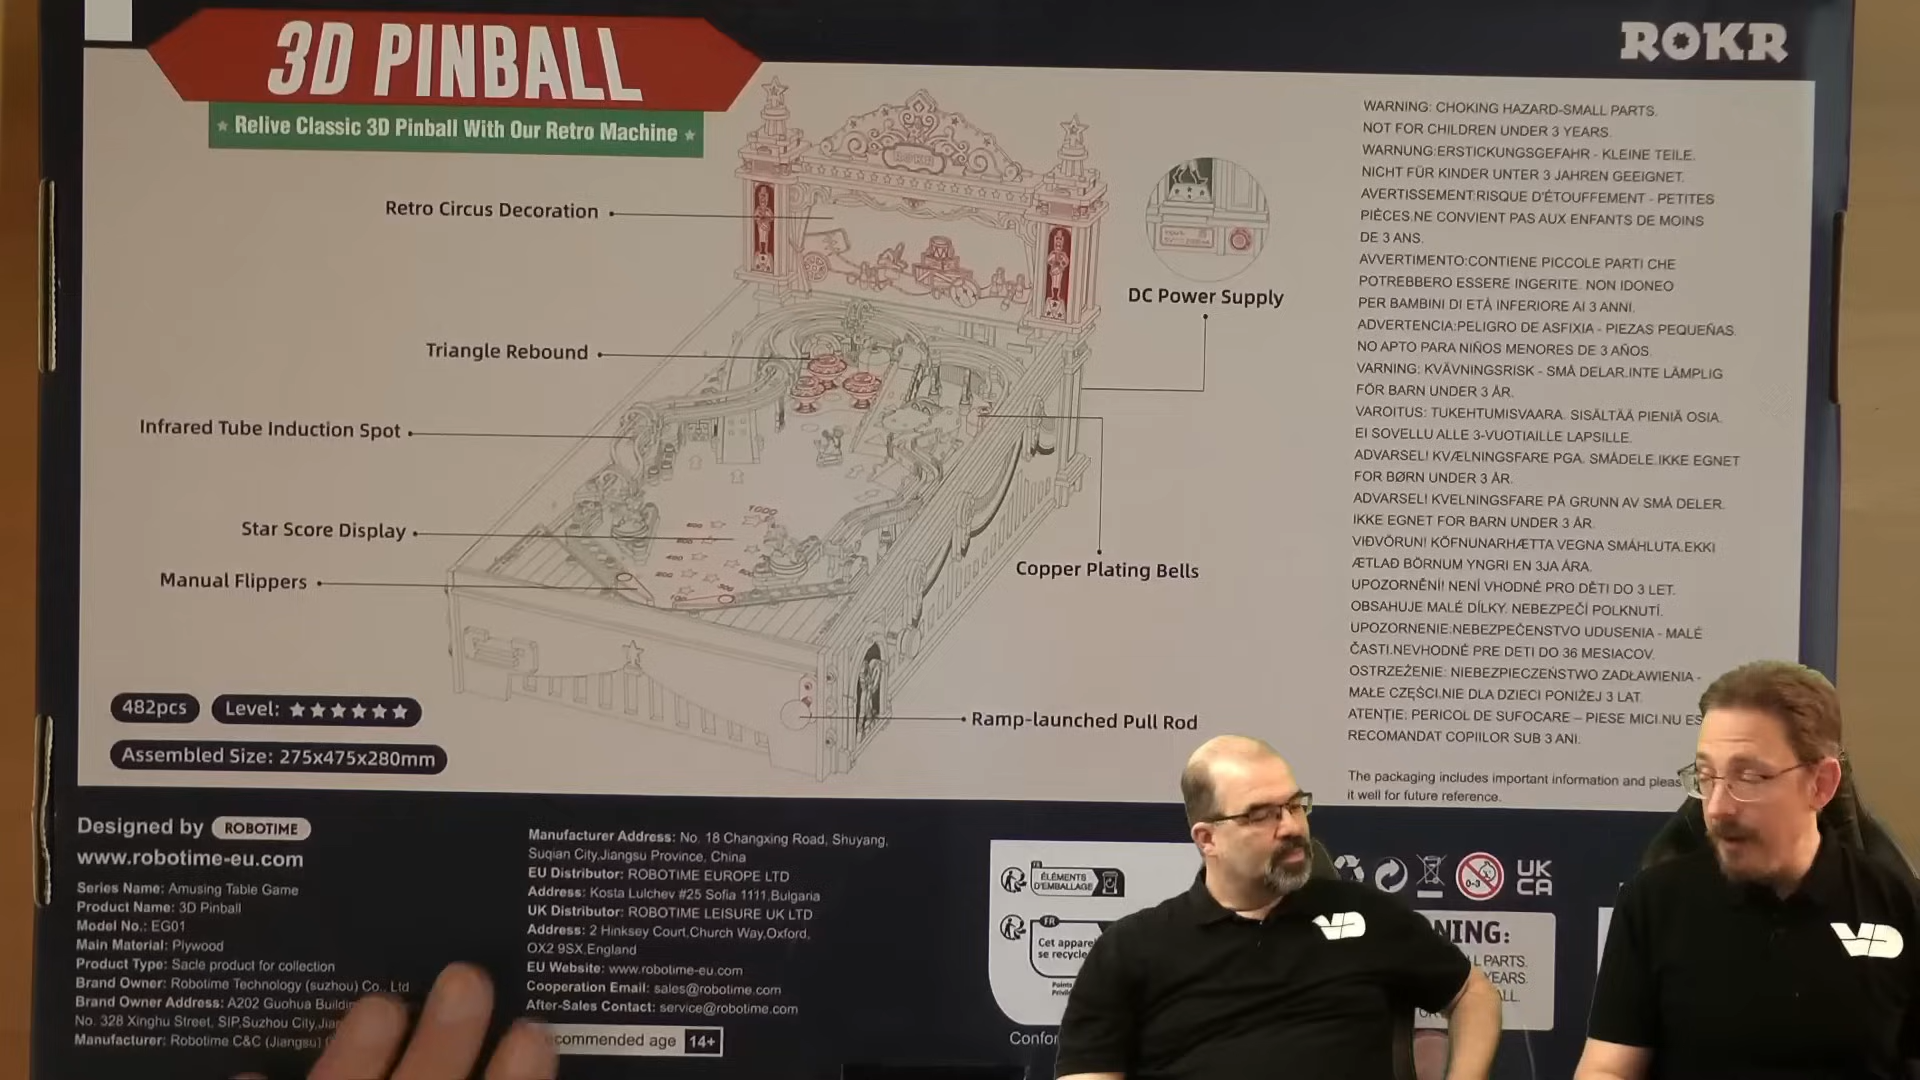 3D PINBALL
Relive Classic 3D Pinball With Our Retro Machine
ROKR
ROKR
Retro Circus Decoration
DC Power Supply
Triangle Rebound
Infrared Tube Induction Spot
Star Score Display
Manual Flippers
Copper Plating Bells
Ramp-launched Pull Rod
1000
482pcs
Level: ★★★★★★
Assembled Size: 275x475x280mm
WARNING: CHOKING HAZARD-SMALL PARTS.
NOT FOR CHILDREN UNDER 3 YEARS.
WARNUNG:ERSTICKUNGSGEFAHR - KLEINE TEILE.
NICHT FÜR KINDER UNTER 3 JAHREN GEEIGNET.
AVERTISSEMENT:RISQUE D'ÉTOUFFEMENT - PETITES
PIÈCES.NE CONVIENT PAS AUX ENFANTS DE MOINS
DE 3 ANS.
AVVERTIMENTO:CONTIENE PICCOLE PARTI CHE
POTREBBERO ESSERE INGERITE. NON IDONEO
PER BAMBINI DI ETÀ INFERIORE AI 3 ANNI.
ADVERTENCIA:PELIGRO DE ASFIXIA - PIEZAS PEQUEÑAS.
NO APTO PARA NIÑOS MENORES DE 3 AÑOS.
VARNING: KVÄVNINGSRISK - SMÅ DELAR.INTE LÄMPLIG
FÖR BARN UNDER 3 ÅR.
VAROITUS: TUKEHTUMISVAARA. SISÄLTÄÄ PIENIÄ OSIA.
EI SOVELLU ALLE 3-VUOTIAILLE LAPSILLE.
ADVARSEL! KVÆLNINGSFARE PGA. SMÅDELE.IKKE EGNET
FOR BØRN UNDER 3 ÅR.
ADVARSEL! KVELNINGSFARE PÅ GRUNN AV SMÅ DELER.
IKKE EGNET FOR BARN UNDER 3 ÅR.
VIÐVÖRUN! KÖFNUNARHÆTTA VEGNA SMÁHLUTA.EKKI
ÆTLAÐ BÖRNUM YNGRI EN 3JA ÁRA.
UPOZORNĚNÍ! NENÍ VHODNÉ PRO DĚTI DO 3 LET.
OBSAHUJE MALÉ DÍLKY. NEBEZPEČÍ POLKNUTÍ.
UPOZORNENIE:NEBEZPEČENSTVO UDUSENIA - MALÉ
ČASTI.NEVHODNÉ PRE DETI DO 36 MESIACOV.
OSTRZEŻENIE: NIEBEZPIECZEŃSTWO ZADŁAWIENIA -
MAŁE CZĘŚCI.NIE DLA DZIECI PONIŻEJ 3 LAT.
ATENȚIE: PERICOL DE SUFOCARE – PIESE MICI.NU ES
RECOMANDAT COPIILOR SUB 3 ANI.
The packaging includes important information and pleas
it well for future reference.
Designed by ROBOTIME
www.robotime-eu.com
Series Name: Amusing Table Game
Product Name: 3D Pinball
Model No.: EG01
Main Material: Plywood
Product Type: Sacle product for collection
Brand Owner: Robotime Technology (suzhou) Co., Ltd
Brand Owner Address: A202 Guohua Buildin
No. 328 Xinghu Street, SIP,Suzhou City,Jian
Manufacturer: Robotime C&C (Jiangsu)
Manufacturer Address: No. 18 Changxing Road, Shuyang,
Suqian City,Jiangsu Province, China
EU Distributor: ROBOTIME EUROPE LTD
Address: Kosta Lulchev #25 Sofia 1111,Bulgaria
UK Distributor: ROBOTIME LEISURE UK LTD
Address: 2 Hinksey Court,Church Way,Oxford,
OX2 9SX,England
EU Website: www.robotime-eu.com
Cooperation Email: sales@robotime.com
After-Sales Contact: service@robotime.com
commended age 14+
FR
ÉLÉMENTS
D'EMBALLAGE
FR
Cet appare
se recycle
Confor
0-3
UK
CA
NING:
L PARTS.
YEARS.
ALL.
VD
VD